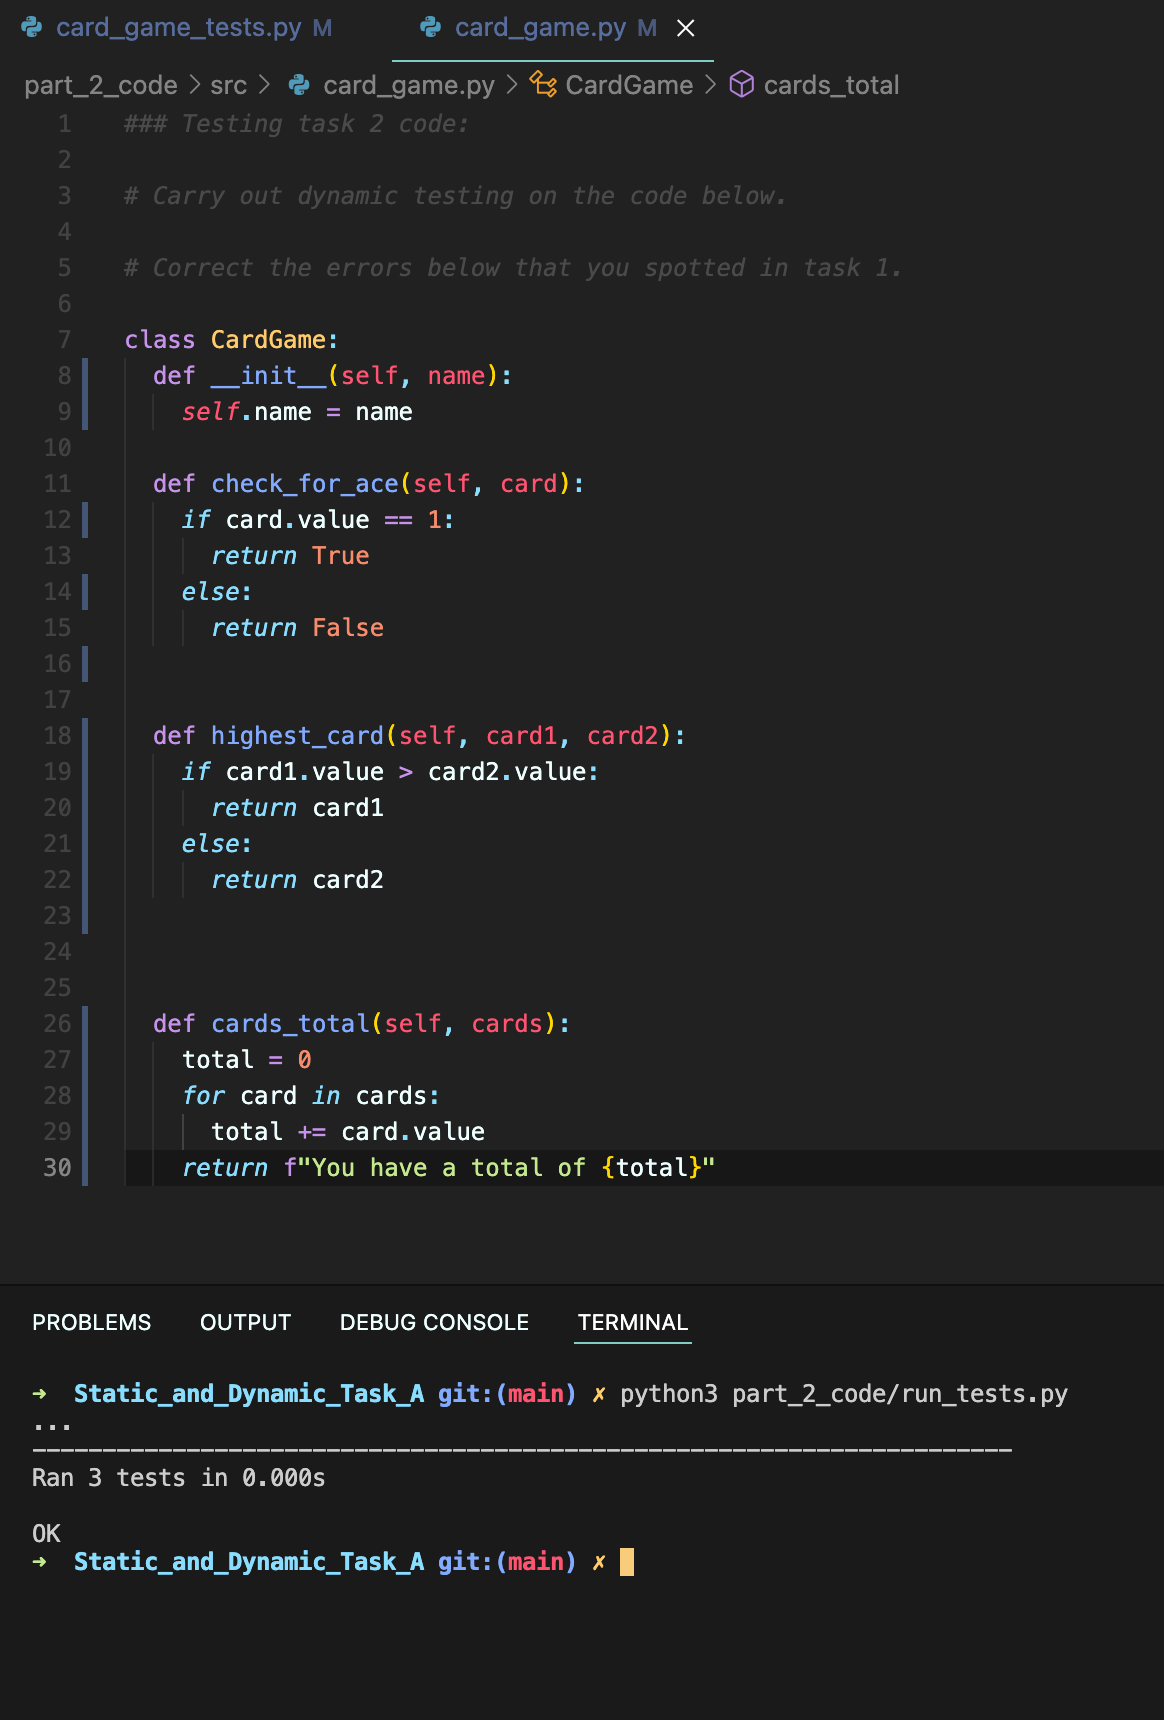 card_game_tests.py M card_game.py M
part_2_code > src > card_game.py > CardGame > cards_total
1 ### Testing task 2 code:
2
3 # Carry out dynamic testing on the code below.
4
5 # Correct the errors below that you spotted in task 1.
6
7 class CardGame:
8   def __init__(self, name):
9     self.name = name
10
11   def check_for_ace(self, card):
12     if card.value == 1:
13       return True
14     else:
15       return False
16
17
18   def highest_card(self, card1, card2):
19     if card1.value > card2.value:
20       return card1
21     else:
22       return card2
23
24
25
26   def cards_total(self, cards):
27     total = 0
28     for card in cards:
29       total += card.value
30     return f"You have a total of {total}"
PROBLEMS OUTPUT DEBUG CONSOLE TERMINAL
➜ Static_and_Dynamic_Task_A git:(main) ✗ python3 part_2_code/run_tests.py
...
----------------------------------------------------------------------
Ran 3 tests in 0.000s
OK
➜ Static_and_Dynamic_Task_A git:(main) ✗